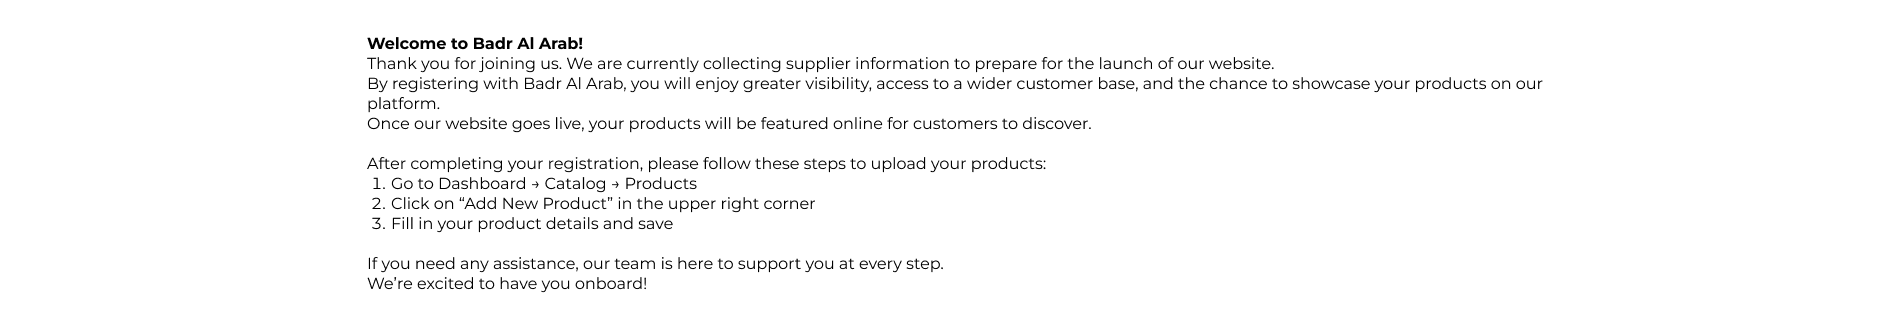 Welcome to Badr Al Arab!
Thank you for joining us. We are currently collecting supplier information to prepare for the launch of our website.
By registering with Badr Al Arab, you will enjoy greater visibility, access to a wider customer base, and the chance to showcase your products on our
platform.
Once our website goes live, your products will be featured online for customers to discover.
After completing your registration, please follow these steps to upload your products:
1. Go to Dashboard → Catalog → Products
2. Click on “Add New Product” in the upper right corner
3. Fill in your product details and save
If you need any assistance, our team is here to support you at every step.
We’re excited to have you onboard!